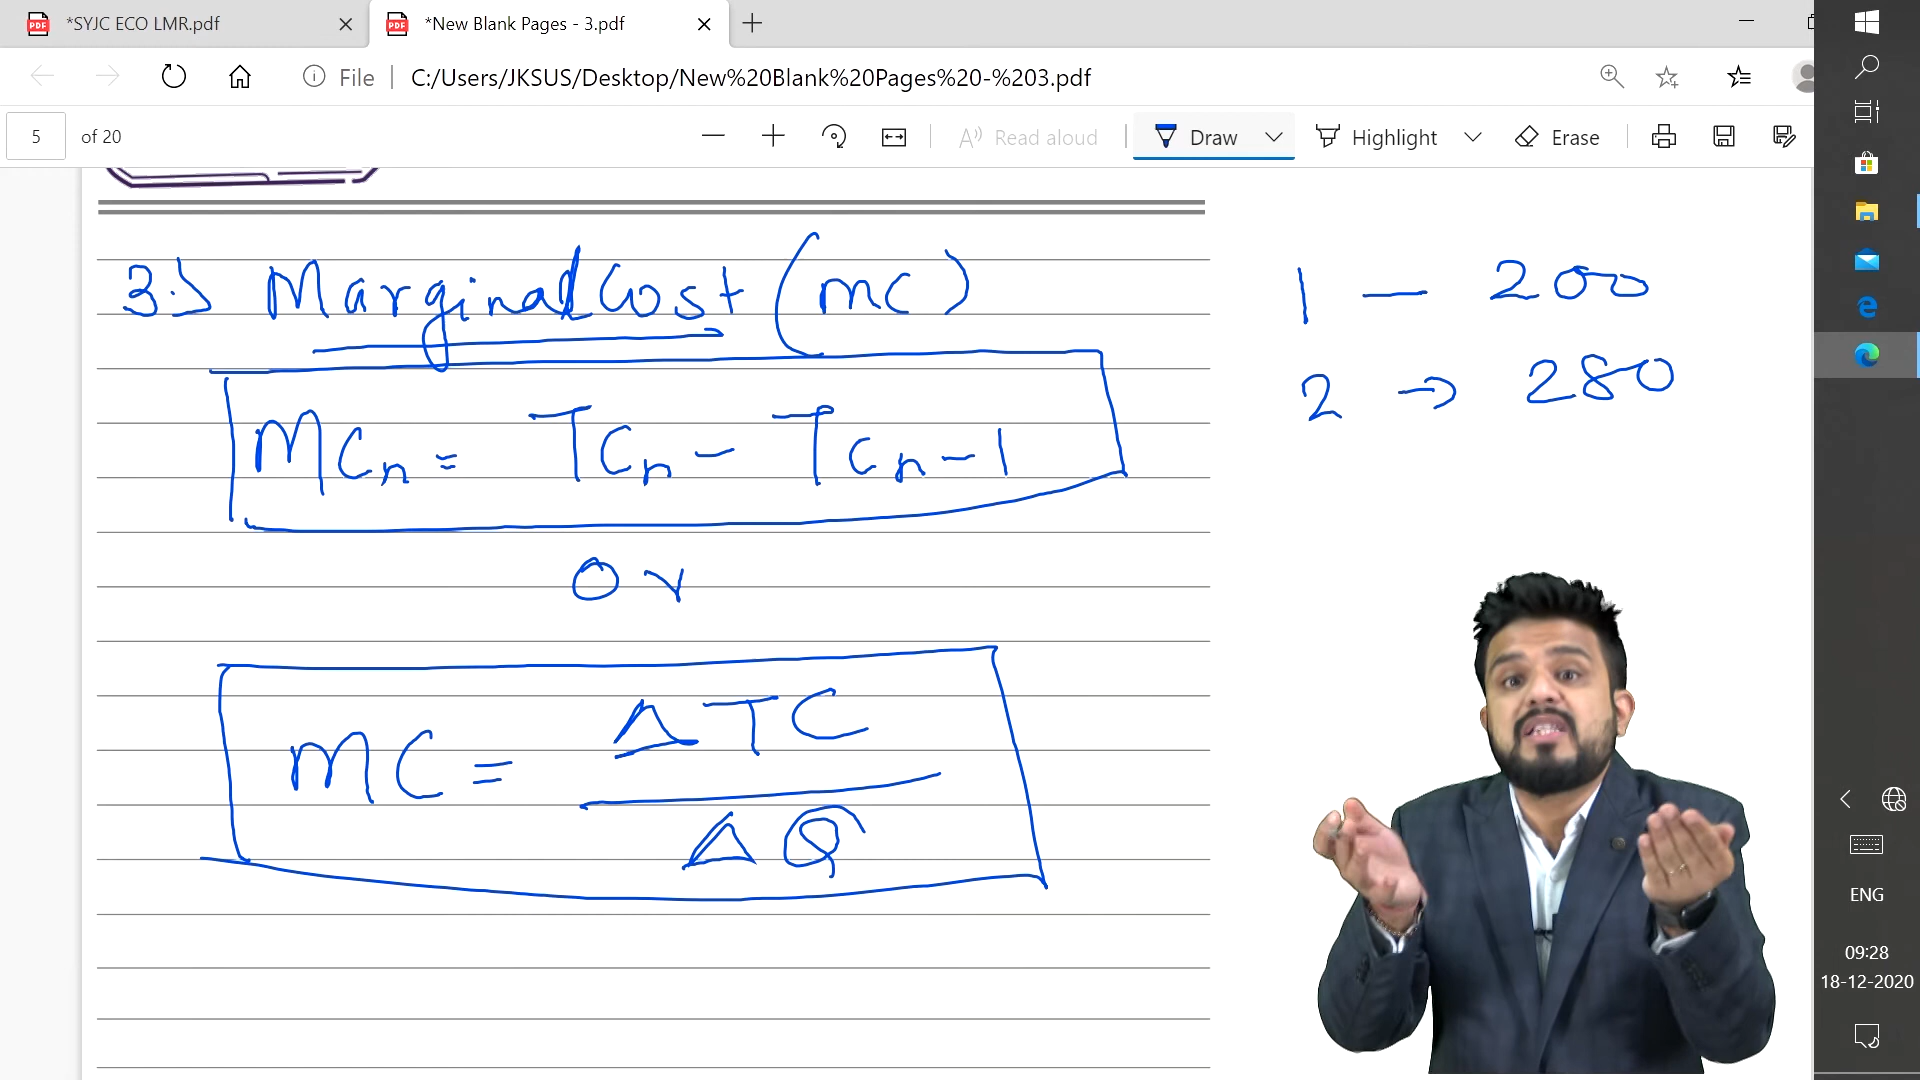 *SYJC ECO LMR.pdf
*New Blank Pages - 3.pdf
File
C:/Users/JKSUS/Desktop/New%20Blank%20Pages%20-%203.pdf
5 of 20
Read aloud
Draw
Highlight
Erase
3.) Marginal Cost (mc)
MCn = TCn - TCn-1
Or
MC = ΔTC
ΔQ
1 — 200
2 → 280
ENG
09:28
18-12-2020